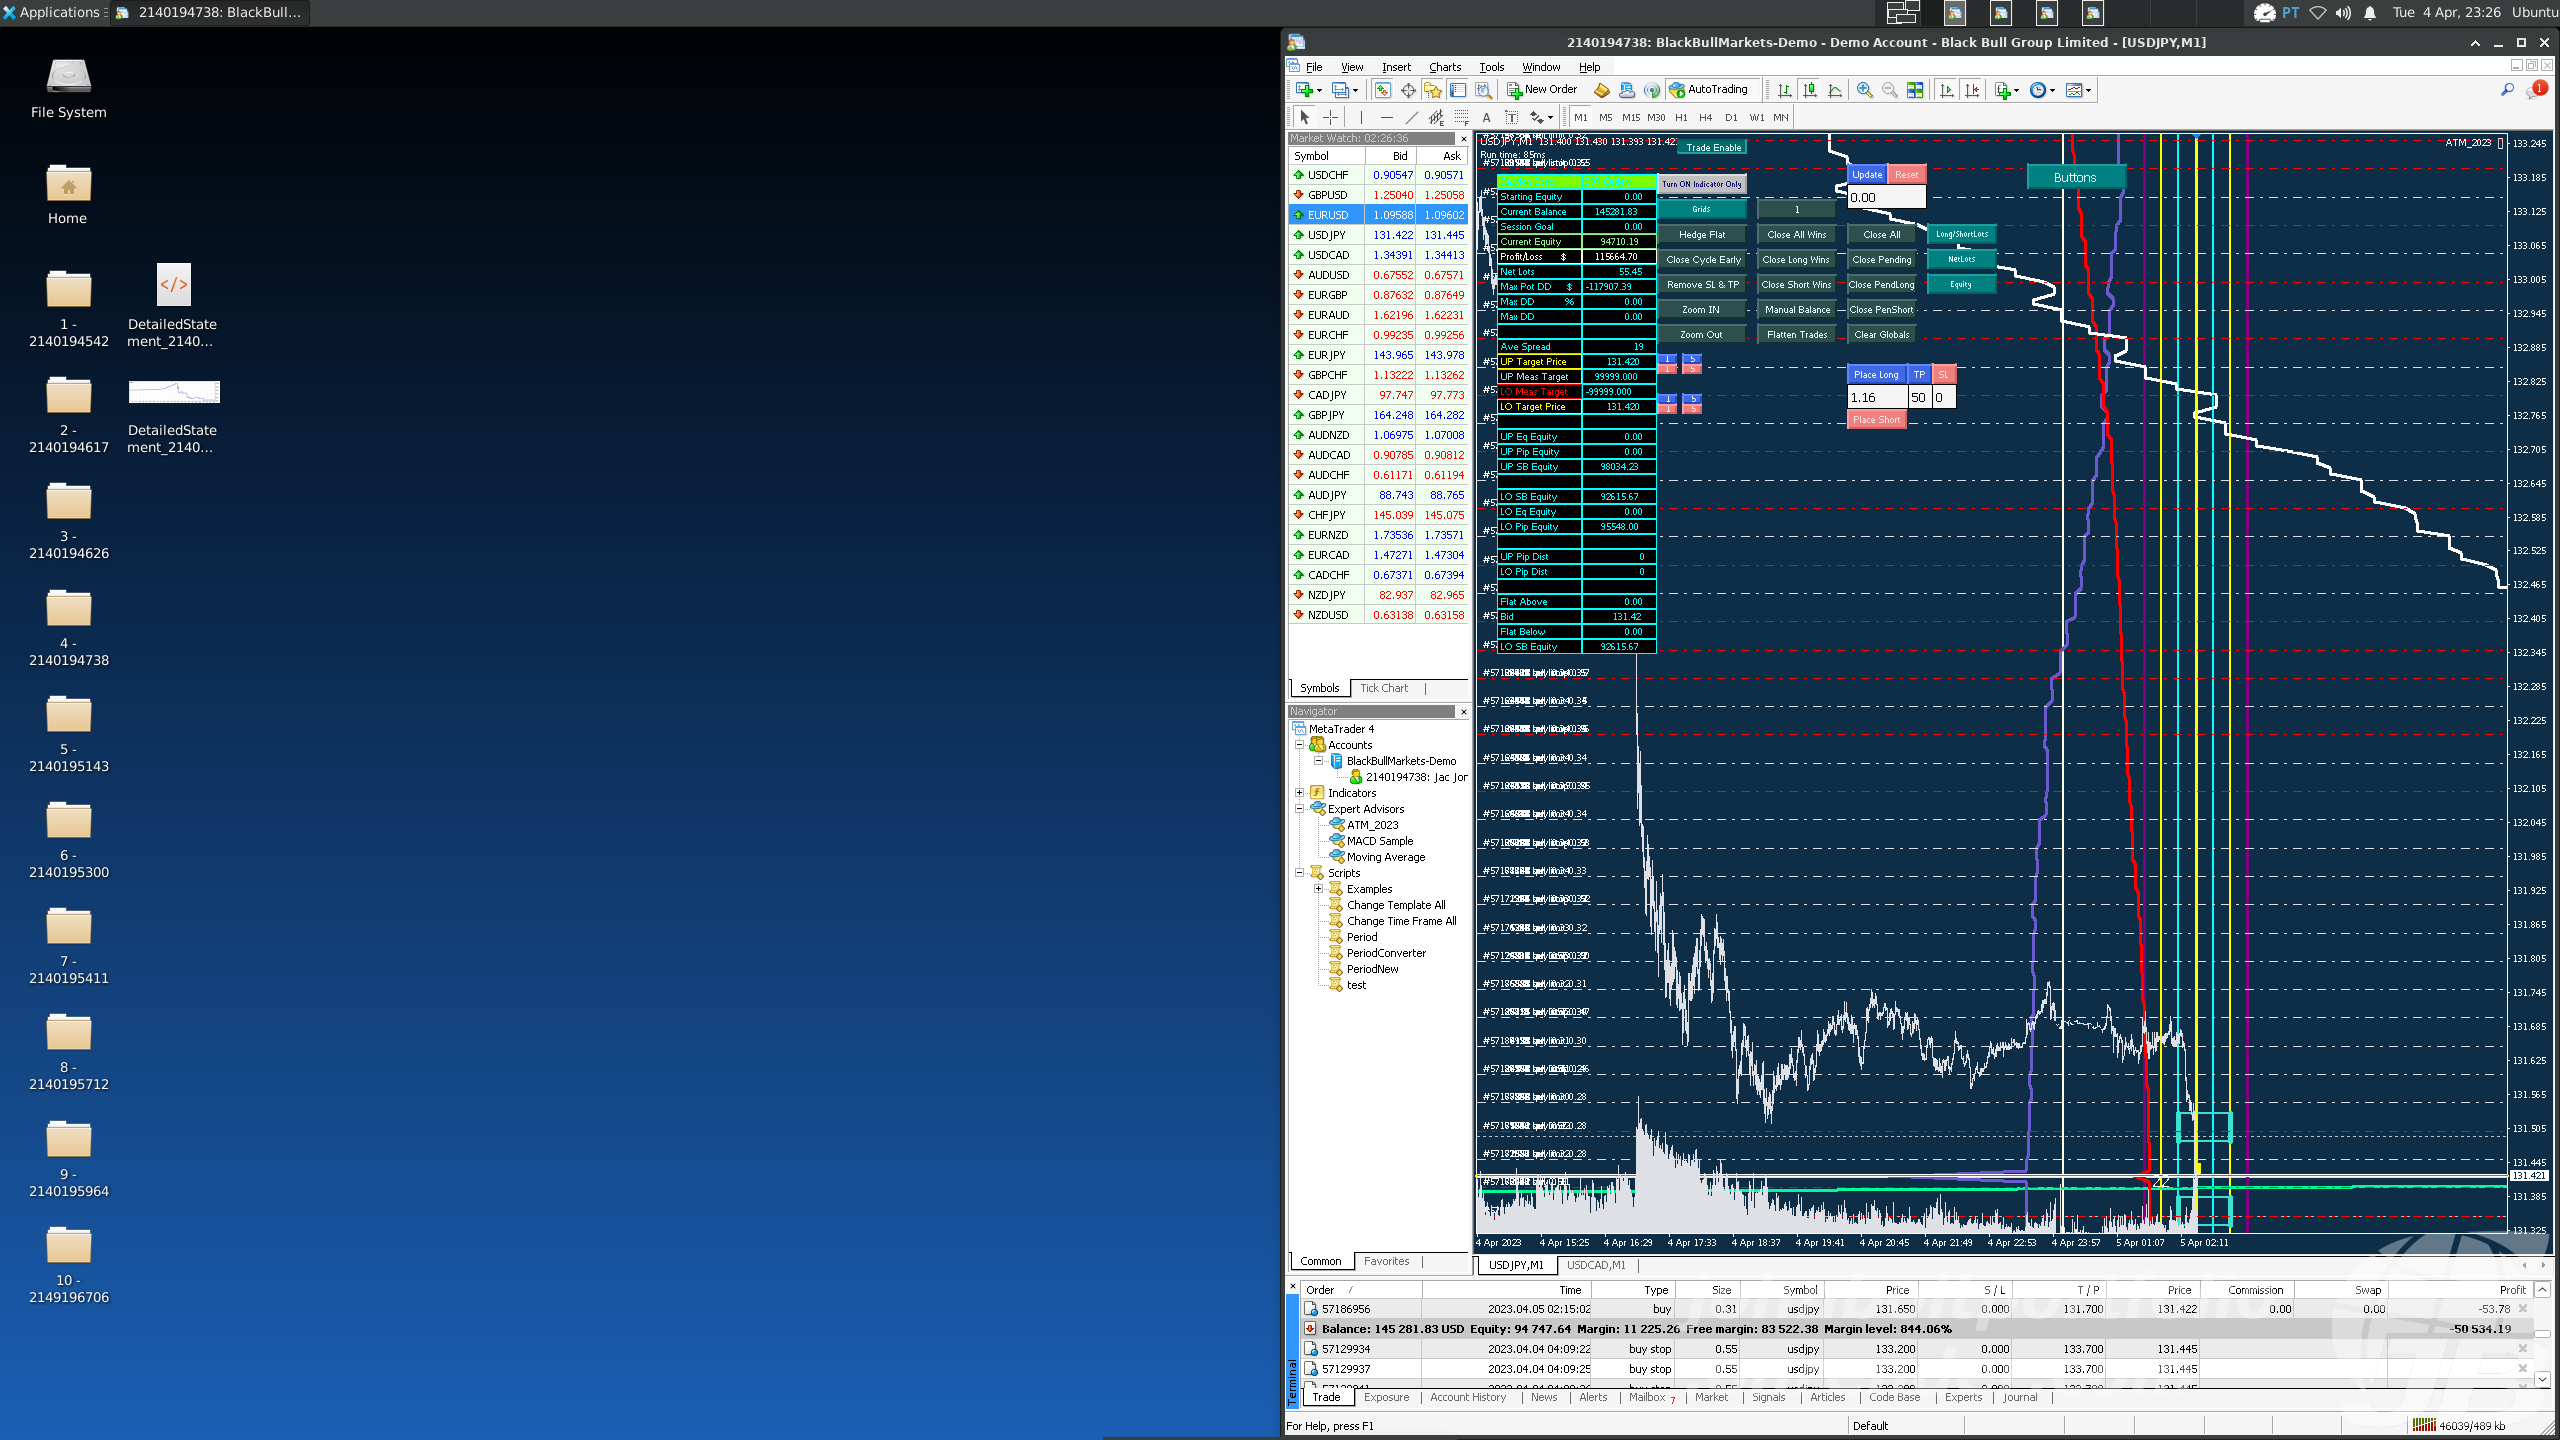 Applications
2140194738: BlackBull...
PT
Tue 4 Apr, 23:26 Ubuntu
File System
Home
1 -
2140194542
DetailedState
ment_2140...
2 -
2140194617
DetailedState
ment_2140...
3 -
2140194626
4 -
2140194738
5 -
2140195143
6 -
2140195300
7 -
2140195411
8 -
2140195712
9 -
2140195964
10 -
2149196706
2140194738: BlackBullMarkets-Demo - Demo Account - Black Bull Group Limited - [USDJPY,M1]
File View Insert Charts Tools Window Help
New Order AutoTrading 1
M1 M5 M15 M30 H1 H4 D1 W1 MN
Market Watch: 02:26:36
Symbol Bid Ask
USDCHF 0.90547 0.90571
GBPUSD 1.25040 1.25058
EURUSD 1.09588 1.09602
USDJPY 131.422 131.445
USDCAD 1.34391 1.34413
AUDUSD 0.67552 0.67571
EURGBP 0.87632 0.87649
EURAUD 1.62196 1.62231
EURCHF 0.99235 0.99256
EURJPY 143.965 143.978
GBPCHF 1.13222 1.13262
CADJPY 97.747 97.773
GBPJPY 164.248 164.282
AUDNZD 1.06975 1.07008
AUDCAD 0.90785 0.90812
AUDCHF 0.61171 0.61194
AUDJPY 88.743 88.765
CHFJPY 145.039 145.075
EURNZD 1.73536 1.73571
EURCAD 1.47271 1.47304
CADCHF 0.67371 0.67394
NZDJPY 82.937 82.965
NZDUSD 0.63138 0.63158
Symbols Tick Chart
Navigator
MetaTrader 4
Accounts
BlackBullMarkets-Demo
2140194738: Jac Jor
Indicators
Expert Advisors
ATM_2023
MACD Sample
Moving Average
Scripts
Examples
Change Template All
Change Time Frame All
Period
PeriodConverter
PeriodNew
test
Common Favorites
USDJPY,M1 131.400 131.430 131.393 131.42
Run time: 85ms
Trade Enable
ATM_2023
Turn ON Indicator Only
Update Reset
0.00
Buttons
Grids 1
Hedge Flat Close All Wins Close All Long/ShortLots
Close Cycle Early Close Long Wins Close Pending NetLots
Remove SL & TP Close Short Wins Close PendLong Equity
Zoom IN Manual Balance Close PenShort
Zoom Out Flatten Trades Clear Globals
1 5
1 5
1 5
1 5
Place Long TP SL
1.16 50 0
Place Short
Starting Equity 0.00
Current Balance 145281.83
Session Goal 0.00
Current Equity 94710.19
Profit/Loss $ 115664.70
Net Lots 55.45
Max Pot DD $ -117907.39
Max DD % 0.00
Max DD 0.00
Ave Spread 19
UP Target Price 131.420
UP Meas Target 99999.000
LO Meas Target -99999.000
LO Target Price 131.420
UP Eq Equity 0.00
UP Pip Equity 0.00
UP SB Equity 98034.23
LO SB Equity 92615.67
LO Eq Equity 0.00
LO Pip Equity 95548.00
UP Pip Dist 0
LO Pip Dist 0
Flat Above 0.00
Bid 131.42
Flat Below 0.00
LO SB Equity 92615.67
133.245
133.185
133.125
133.065
133.005
132.945
132.885
132.825
132.765
132.705
132.645
132.585
132.525
132.465
132.405
132.345
132.285
132.225
132.165
132.105
132.045
131.985
131.925
131.865
131.805
131.745
131.685
131.625
131.565
131.505
131.445
131.421
131.385
131.325
4 Apr 2023 4 Apr 15:25 4 Apr 16:29 4 Apr 17:33 4 Apr 18:37 4 Apr 19:41 4 Apr 20:45 4 Apr 21:49 4 Apr 22:53 4 Apr 23:57 5 Apr 01:07 5 Apr 02:11
USDJPY,M1 USDCAD,M1
Order Time Type Size Symbol Price S / L T / P Price Commission Swap Profit
57186956 2023.04.05 02:15:02 buy 0.31 usdjpy 131.650 0.000 131.700 131.422 0.00 0.00 -53.78
Balance: 145 281.83 USD Equity: 94 747.64 Margin: 11 225.26 Free margin: 83 522.38 Margin level: 844.06% -50 534.19
57129934 2023.04.04 04:09:22 buy stop 0.55 usdjpy 133.200 0.000 133.700 131.445
57129937 2023.04.04 04:09:25 buy stop 0.55 usdjpy 133.200 0.000 133.700 131.445
Terminal
Trade Exposure Account History News Alerts Mailbox 7 Market Signals Articles Code Base Experts Journal
For Help, press F1 Default 46039/489 kb